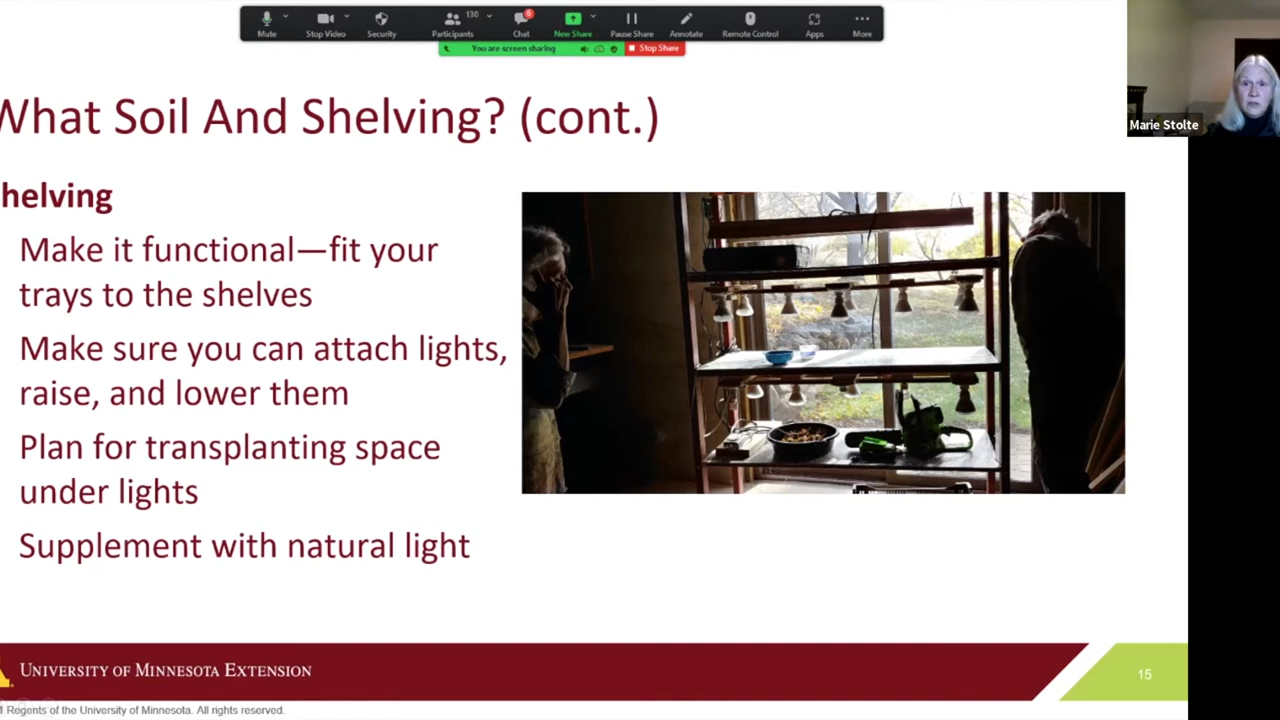 130
6
Mute
Stop Video
Security
Participants
Chat
New Share
Pause Share
Annotate
Remote Control
Apps
More
You are screen sharing
Stop Share
Marie Stolte
What Soil And Shelving? (cont.)
helving
Make it functional—fit your
trays to the shelves
Make sure you can attach lights,
raise, and lower them
Plan for transplanting space
under lights
Supplement with natural light
UNIVERSITY OF MINNESOTA EXTENSION
15
Regents of the University of Minnesota. All rights reserved.